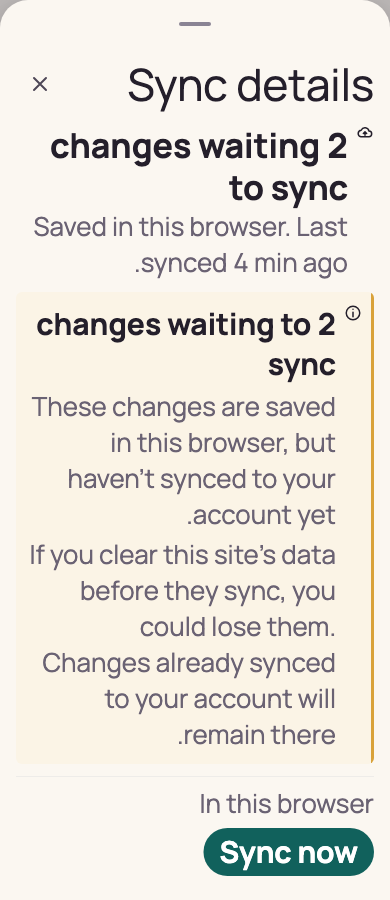 Sync details
changes waiting 2
to sync
Saved in this browser. Last
.synced 4 min ago
changes waiting to 2
sync
These changes are saved
in this browser, but
haven’t synced to your
.account yet
If you clear this site’s data
before they sync, you
could lose them.
Changes already synced
to your account will
.remain there
In this browser
Sync now